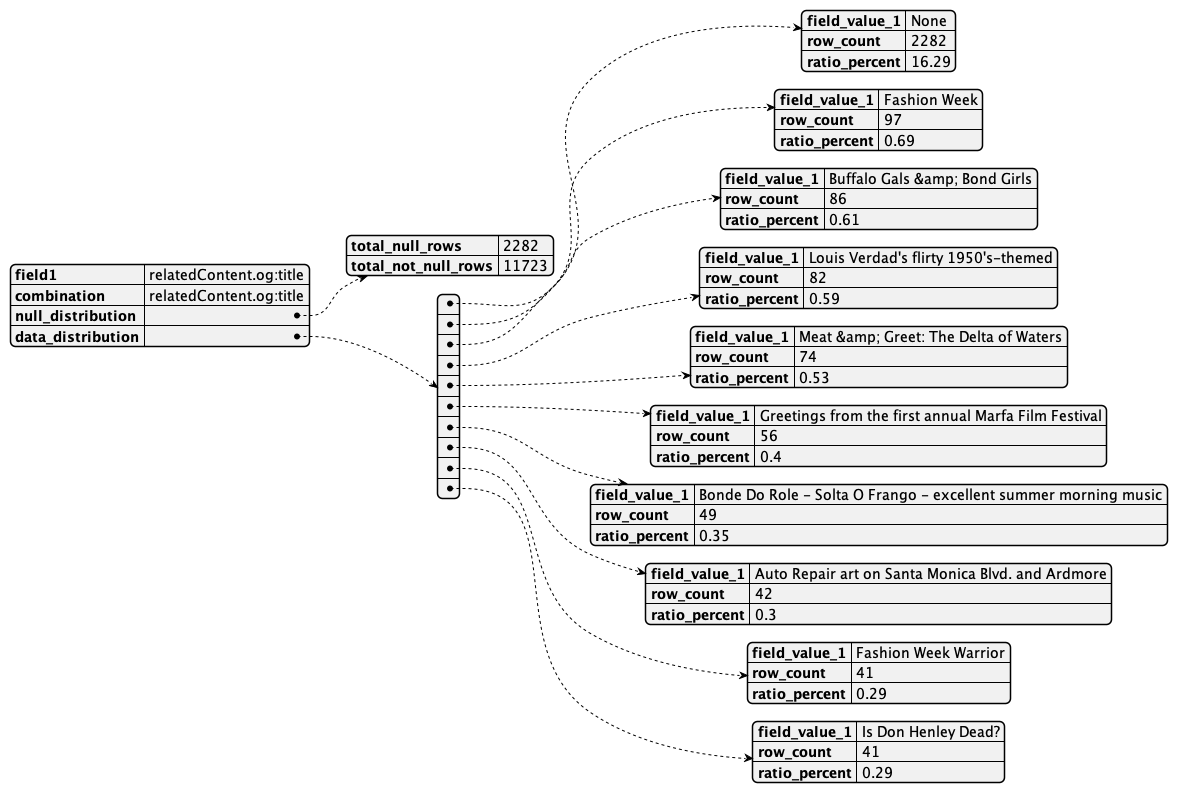 field_value_1 None
row_count 2282
ratio_percent 16.29
field_value_1 Fashion Week
row_count 97
ratio_percent 0.69
field_value_1 Buffalo Gals &amp; Bond Girls
row_count 86
ratio_percent 0.61
total_null_rows 2282
total_not_null_rows 11723
field1 relatedContent.og:title
combination relatedContent.og:title
null_distribution
data_distribution
field_value_1 Louis Verdad's flirty 1950's-themed
row_count 82
ratio_percent 0.59
field_value_1 Meat &amp; Greet: The Delta of Waters
row_count 74
ratio_percent 0.53
field_value_1 Greetings from the first annual Marfa Film Festival
row_count 56
ratio_percent 0.4
field_value_1 Bonde Do Role - Solta O Frango - excellent summer morning music
row_count 49
ratio_percent 0.35
field_value_1 Auto Repair art on Santa Monica Blvd. and Ardmore
row_count 42
ratio_percent 0.3
field_value_1 Fashion Week Warrior
row_count 41
ratio_percent 0.29
field_value_1 Is Don Henley Dead?
row_count 41
ratio_percent 0.29